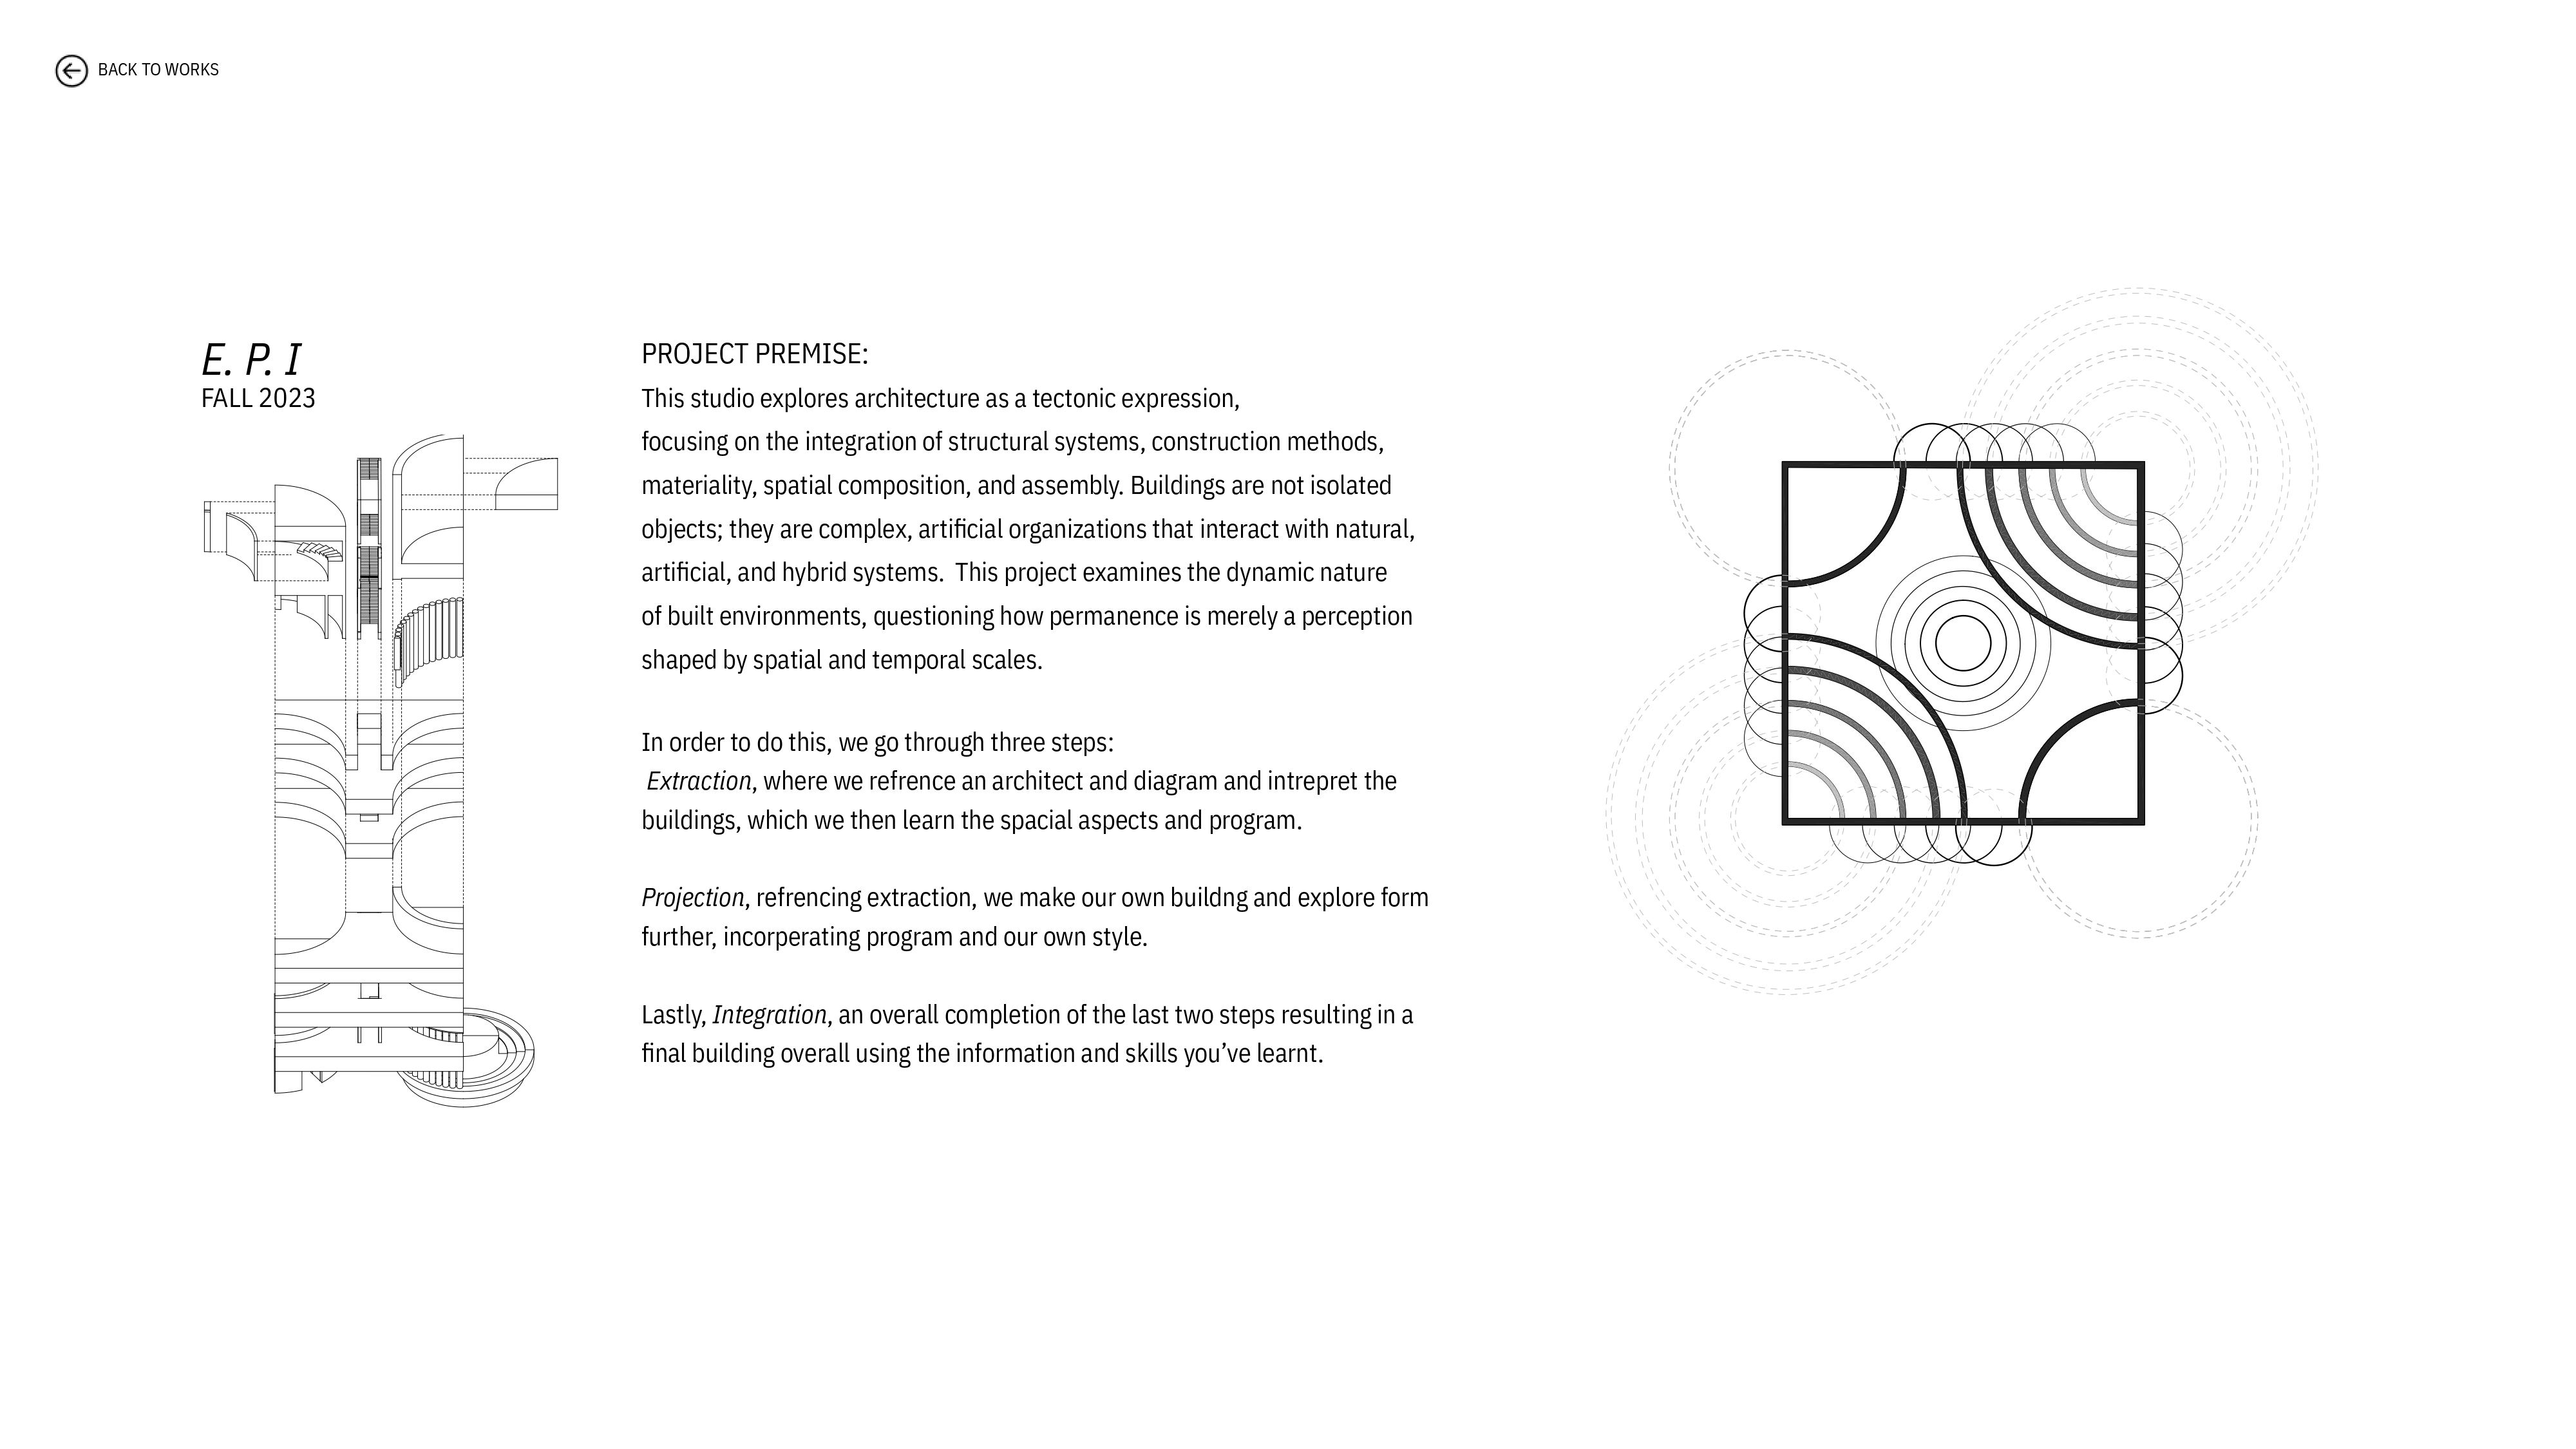 BACK TO WORKS
E. P. I
FALL 2023
PROJECT PREMISE:
This studio explores architecture as a tectonic expression,
focusing on the integration of structural systems, construction methods,
materiality, spatial composition, and assembly. Buildings are not isolated
objects; they are complex, artificial organizations that interact with natural,
artificial, and hybrid systems.  This project examines the dynamic nature
of built environments, questioning how permanence is merely a perception
shaped by spatial and temporal scales.
In order to do this, we go through three steps:
Extraction, where we refrence an architect and diagram and intrepret the
buildings, which we then learn the spacial aspects and program.
Projection, refrencing extraction, we make our own buildng and explore form
further, incorperating program and our own style.
Lastly, Integration, an overall completion of the last two steps resulting in a
final building overall using the information and skills you’ve learnt.